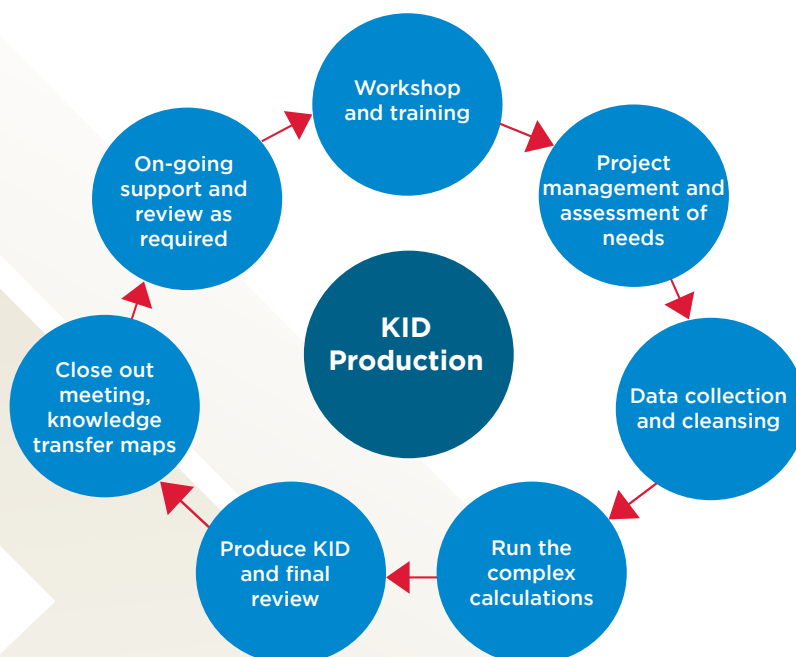 Workshop
and training
Project
management and
assessment of
needs
Data collection
and cleansing
Run the
complex
calculations
Produce KID
and final
review
Close out
meeting,
knowledge
transfer maps
On-going
support and
review as
required
KID
Production